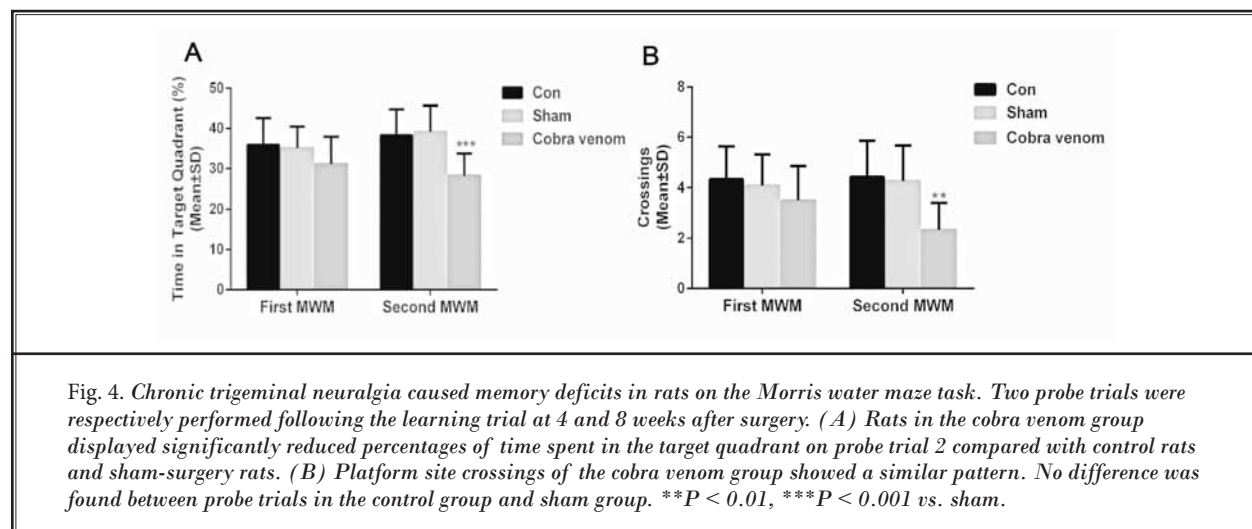 A
Time in Target Quadrant (%)
(Mean±SD)
50
40
30
20
10
0
***
First MWM
Second MWM
Con
Sham
Cobra venom
B
Crossings
(Mean±SD)
8
6
4
2
0
**
First MWM
Second MWM
Con
Sham
Cobra venom
Fig. 4. Chronic trigeminal neuralgia caused memory deficits in rats on the Morris water maze task. Two probe trials were
respectively performed following the learning trial at 4 and 8 weeks after surgery. (A) Rats in the cobra venom group
displayed significantly reduced percentages of time spent in the target quadrant on probe trial 2 compared with control rats
and sham-surgery rats. (B) Platform site crossings of the cobra venom group showed a similar pattern. No difference was
found between probe trials in the control group and sham group. **P < 0.01, ***P < 0.001 vs. sham.